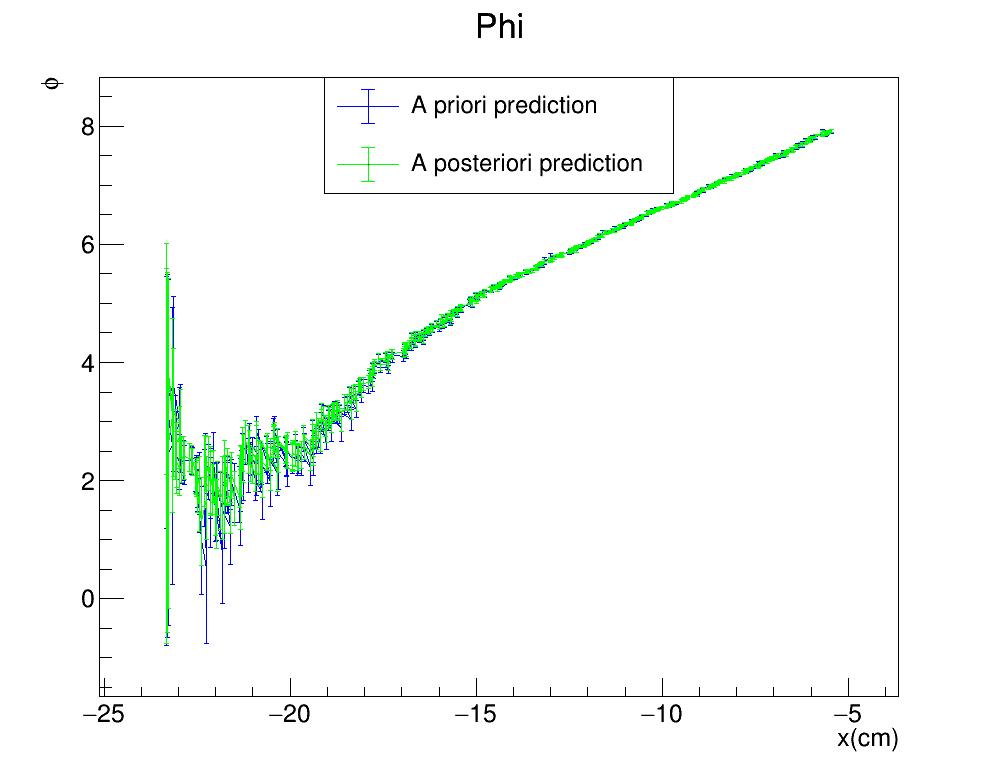 Phi
ϕ
A priori prediction
A posteriori prediction
8
6
4
2
0
−25 −20 −15 −10 −5
x(cm)